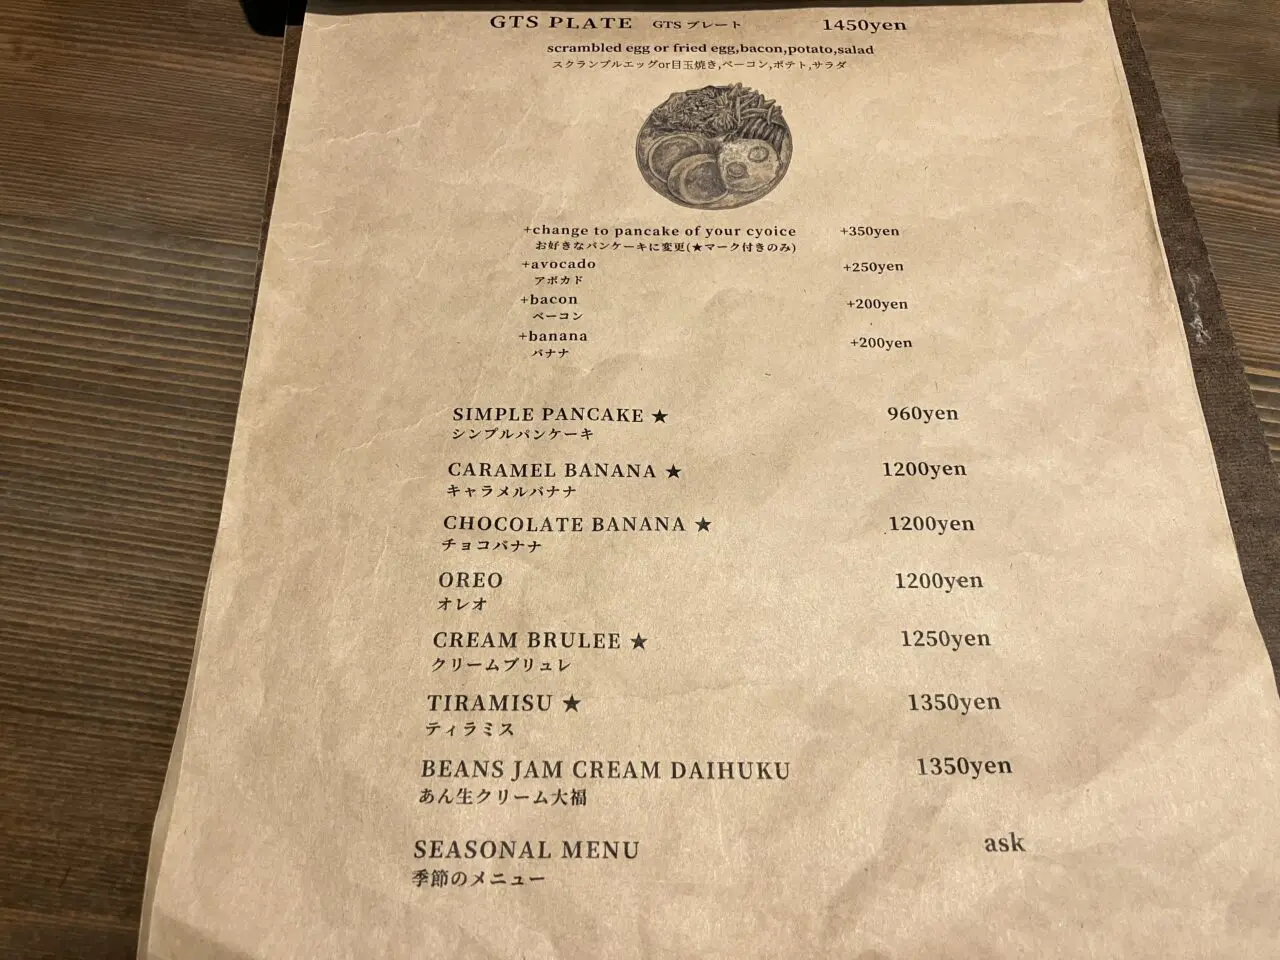 GTS PLATE GTS プレート 1450yen
scrambled egg or fried egg,bacon,potato,salad
スクランブルエッグor目玉焼き,ベーコン,ポテト,サラダ
+change to pancake of your cyoice +350yen
お好きなパンケーキに変更(★マーク付きのみ)
+avocado +250yen
アボカド
+bacon +200yen
ベーコン
+banana +200yen
バナナ
SIMPLE PANCAKE ★ 960yen
シンプルパンケーキ
CARAMEL BANANA ★ 1200yen
キャラメルバナナ
CHOCOLATE BANANA ★ 1200yen
チョコバナナ
OREO 1200yen
オレオ
CREAM BRULEE ★ 1250yen
クリームブリュレ
TIRAMISU ★ 1350yen
ティラミス
BEANS JAM CREAM DAIHUKU 1350yen
あん生クリーム大福
SEASONAL MENU ask
季節のメニュー